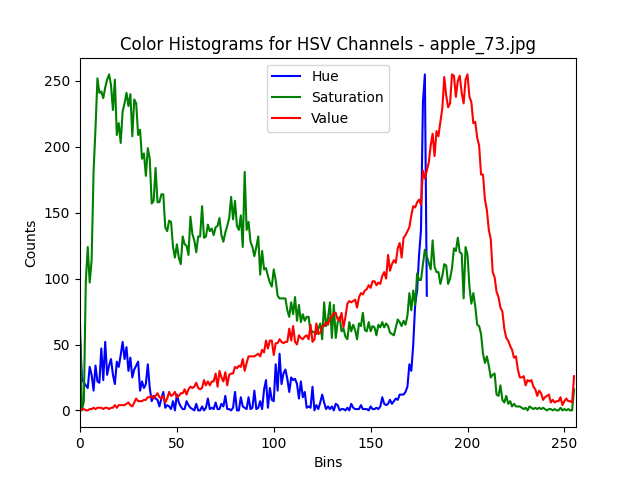 Color Histograms for HSV Channels - apple_73.jpg
Hue
Saturation
Value
Counts
250
200
150
100
50
0
0 50 100 150 200 250
Bins